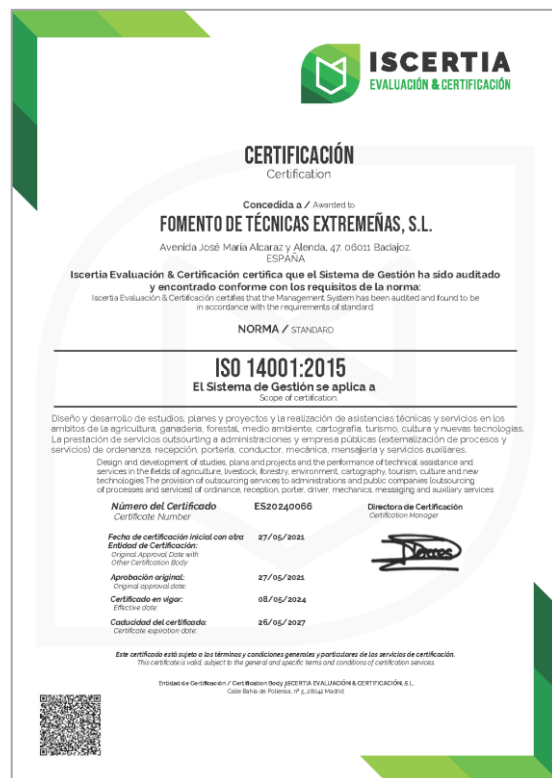 ISCERTIA
EVALUACIÓN & CERTIFICACIÓN
CERTIFICACIÓN
Certification
Concedida a / Awarded to
FOMENTO DE TÉCNICAS EXTREMEÑAS, S.L.
Avenida José María Alcaraz y Alenda, 47. 06011 Badajoz.
ESPAÑA
Iscertia Evaluación & Certificación certifica que el Sistema de Gestión ha sido auditado
y encontrado conforme con los requisitos de la norma:
Iscertia Evaluación & Certificación certifies that the Management System has been audited and found to be
in accordance with the requirements of standard:
NORMA / STANDARD
ISO 14001:2015
El Sistema de Gestión se aplica a
Scope of certification:
Diseño y desarrollo de estudios, planes y proyectos y la realización de asistencias técnicas y servicios en los
ambitos de la agricultura, ganadería, forestal, medio ambiente, cartografía, turismo, cultura y nuevas tecnologías.
La prestación de servicios outsourting a administraciones y empresa públicas (externalización de procesos y
servicios) de ordenanza, recepción, portería, conductor, mecánica, mensajería y servicios auxiliares.
Design and development of studies, plans and projects and the performance of technical assistance and
services in the fields of agriculture, livestock, forestry, environment, cartography, tourism, culture and new
technologies.The provision of outsourcing services to administrations and public companies (outsourcing
of processes and services) of ordinance, reception, porter, driver, mechanics, messaging and auxiliary services
Número del Certificado ES20240066 Directora de Certificación
Certificate Number Certification Manager
Fecha de certificación inicial con otra 27/05/2021
Entidad de Certificación:
Original Approval Date with
Other Certification Body
Aprobación original: 27/05/2021
Original approval date:
Certificado en vigor: 08/05/2024
Effective date:
Caducidad del certificado: 26/05/2027
Certificate expiration date:
Este certificado está sujeto a los términos y condiciones generales y particulares de los servicios de certificación.
This certificate is valid, subject to the general and specific terms and conditions of certification services.
Entidad de Certificación / Certification Body: ISCERTIA EVALUACIÓN & CERTIFICACIÓN, S.L.
Calle Bahía de Pollensa, nº 5, 28042 Madrid